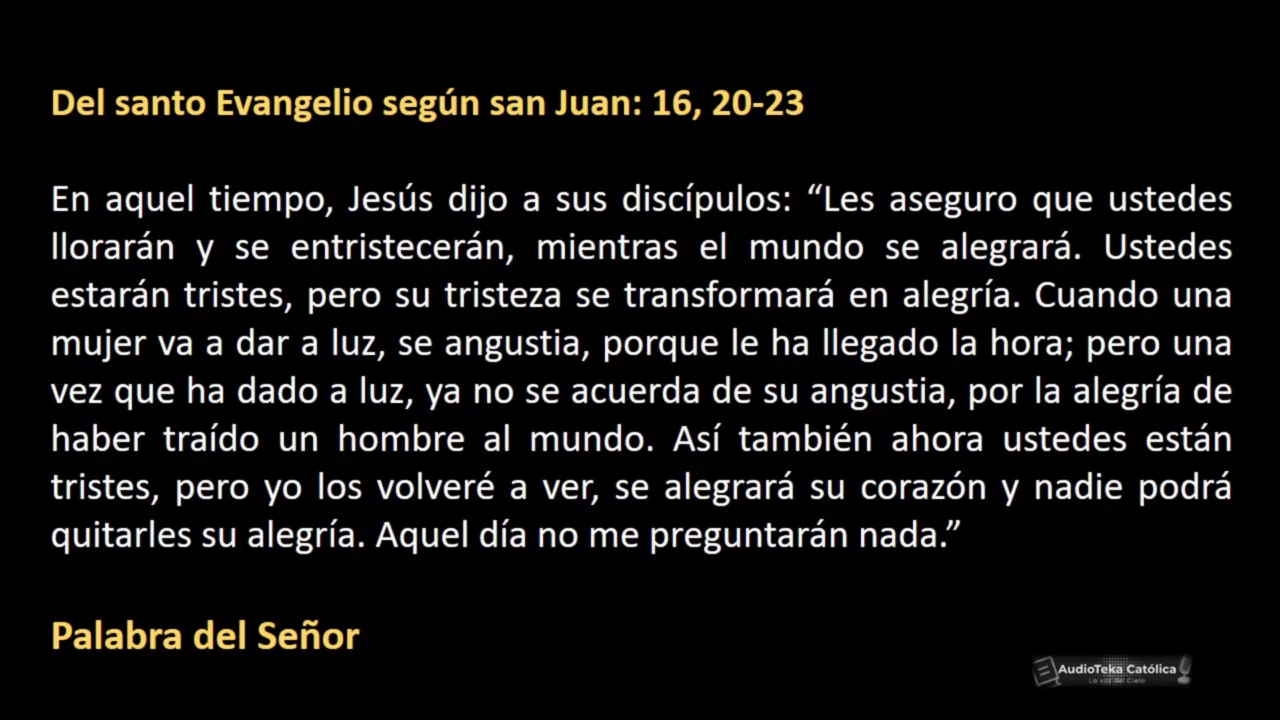 Del santo Evangelio según san Juan: 16, 20-23
En aquel tiempo, Jesús dijo a sus discípulos: “Les aseguro que ustedes
llorarán y se entristecerán, mientras el mundo se alegrará. Ustedes
estarán tristes, pero su tristeza se transformará en alegría. Cuando una
mujer va a dar a luz, se angustia, porque le ha llegado la hora; pero una
vez que ha dado a luz, ya no se acuerda de su angustia, por la alegría de
haber traído un hombre al mundo. Así también ahora ustedes están
tristes, pero yo los volveré a ver, se alegrará su corazón y nadie podrá
quitarles su alegría. Aquel día no me preguntarán nada.”
Palabra del Señor
AudioTeka Católica
La voz del Cielo